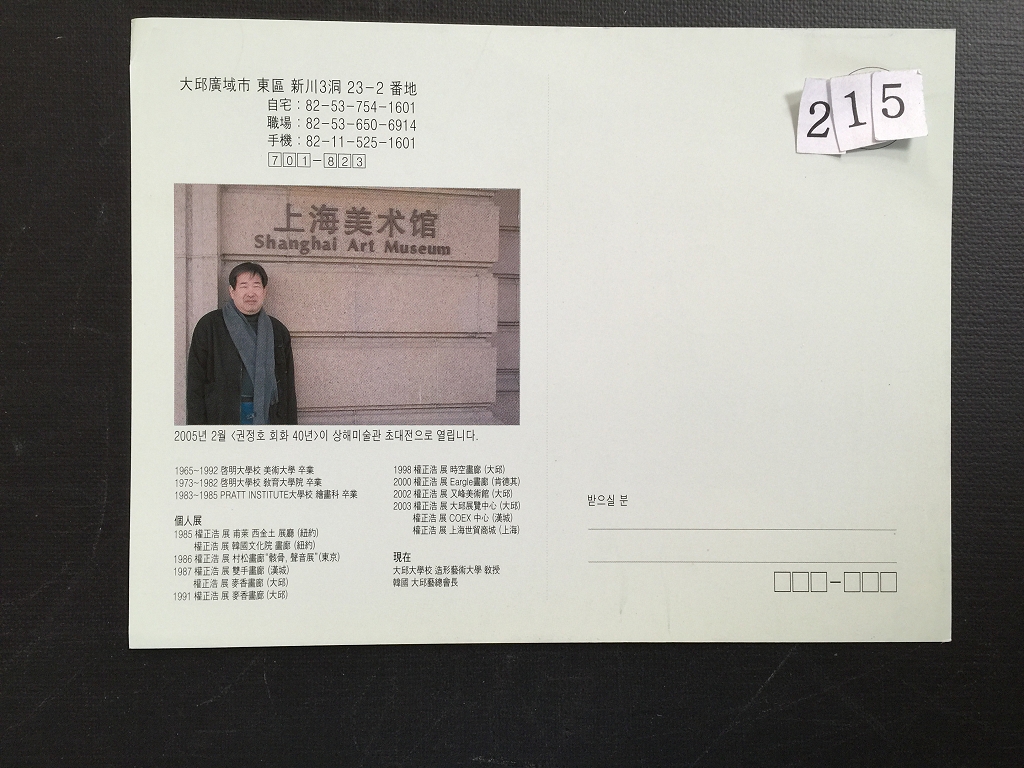 大邱廣域市 東區 新川3洞 23-2 番地
自宅 : 82-53-754-1601
職場 : 82-53-650-6914
手機 : 82-11-525-1601
701-823
215
上海美术馆
Shanghai Art Museum
2005년 2월 <권정호 회화 40년>이 상해미술관 초대전으로 열립니다.
1965~1992 啓明大學校 美術大學 卒業
1973~1982 啓明大學校 敎育大學院 卒業
1983~1985 PRATT INSTITUTE大學校 繪畫科 卒業
個人展
1985 權正浩 展 甫萊 西金土 展廳 (紐約)
權正浩 展 韓國文化院 畫廊 (紐約)
1986 權正浩 展 村松畫廊"骸骨, 聲音展"(東京)
1987 權正浩 展 雙手畫廊 (漢城)
權正浩 展 麥香畫廊 (大邱)
1991 權正浩 展 麥香畫廊 (大邱)
1998 權正浩 展 時空畫廊 (大邱)
2000 權正浩 展 Eargle畫廊 (肯德其)
2002 權正浩 展 又峰美術館 (大邱)
2003 權正浩 展 大邱展覽中心 (大邱)
權正浩 展 COEX 中心 (漢城)
權正浩 展 上海世貿商城 (上海)
現在
大邱大學校 造形藝術大學 敎授
韓國 大邱藝總會長
받으실 분